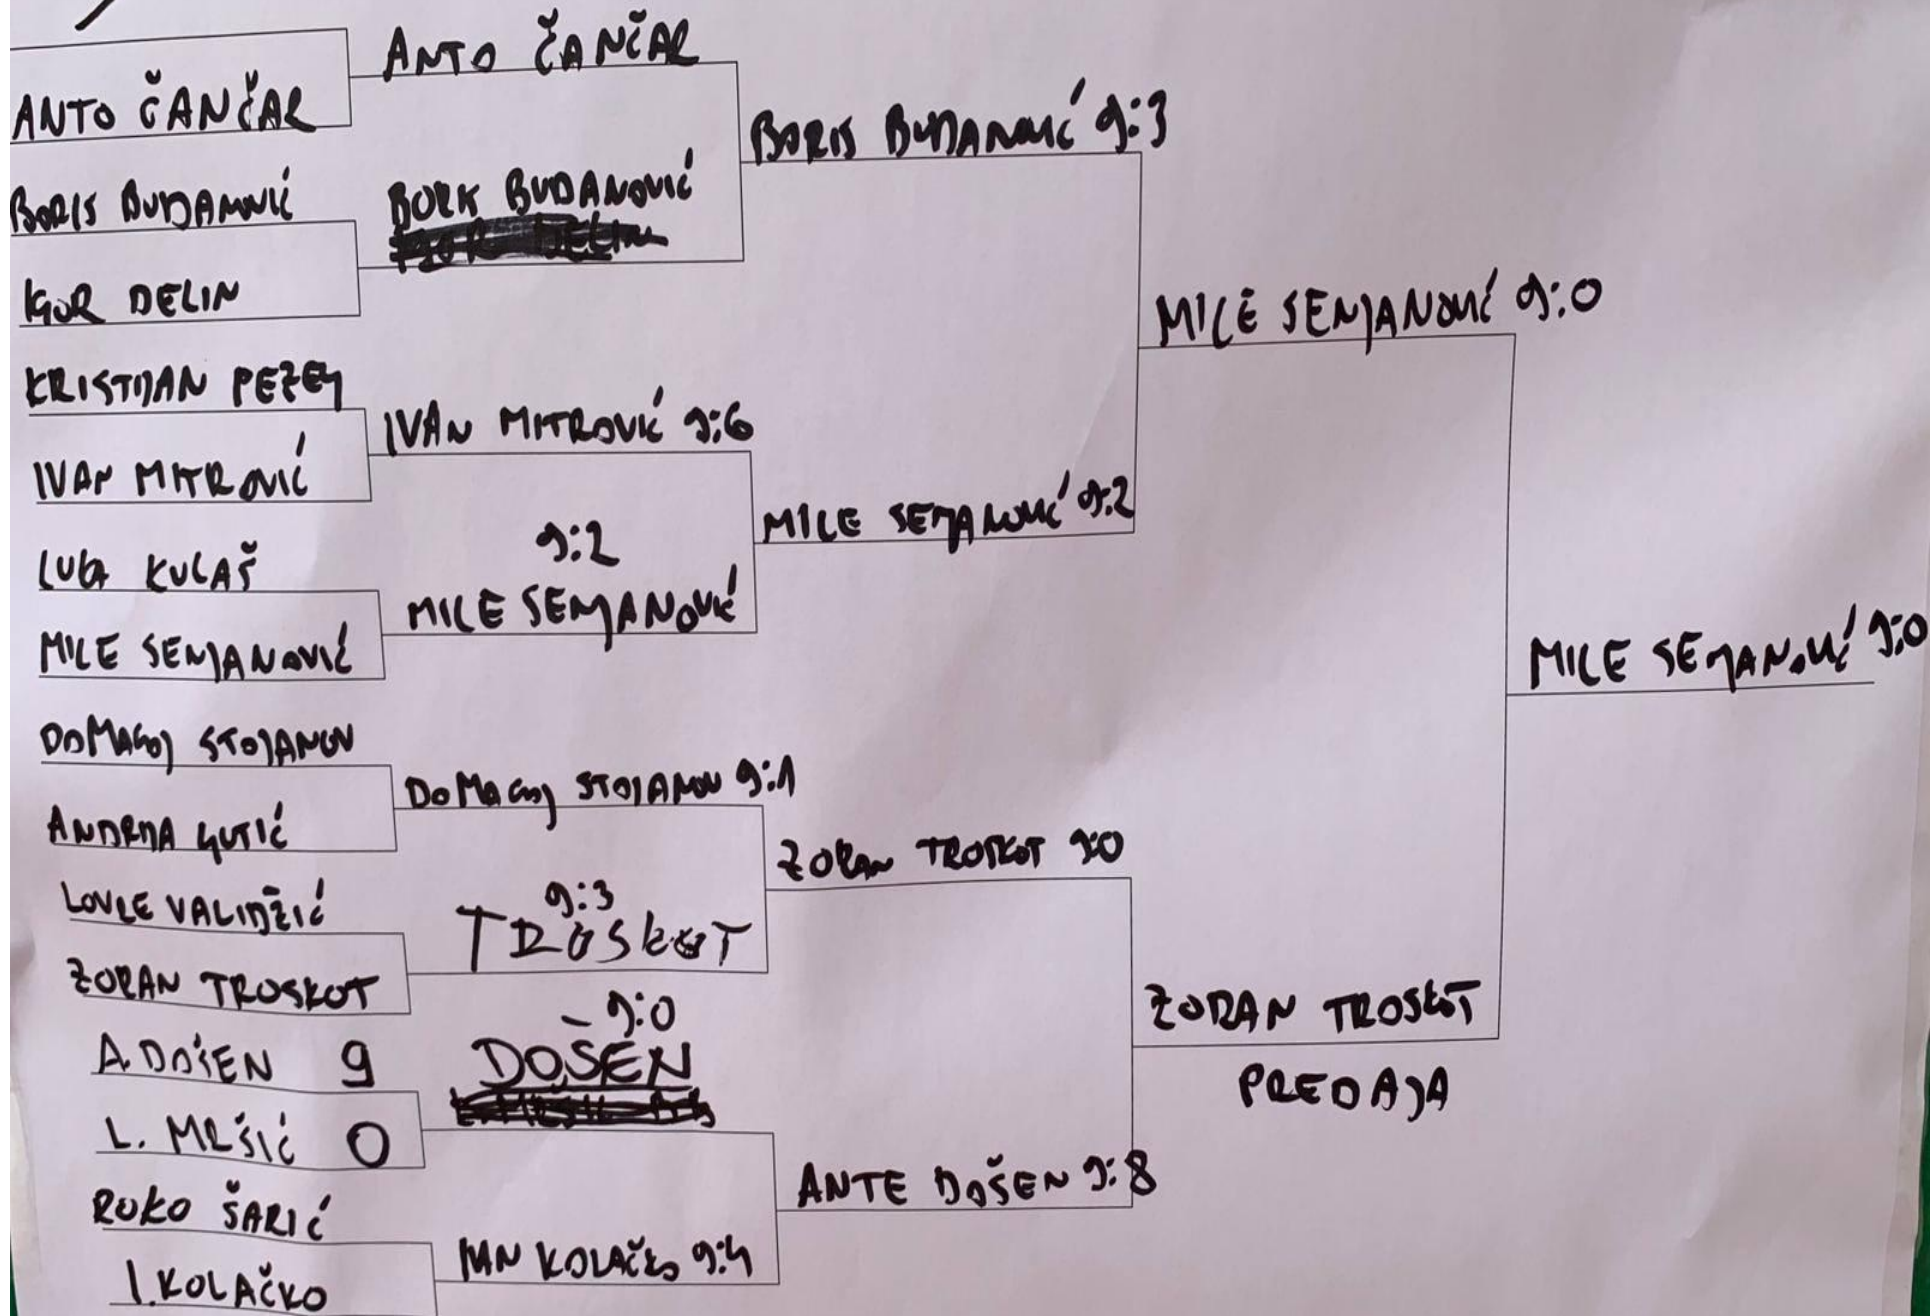 ANTO ČANČAR
BORIS BUDANOVIĆ
IGOR DELIN
KRISTIJAN PEZEJ
IVAN MITROVIĆ
LUKA KULAŠ
MILE SEMJANOVIĆ
DOMAGOJ STOJANOV
ANDRIJA GUTIĆ
LOVRE VALIDŽIĆ
ZORAN TROSKOT
A DOŠEN 9
L. MRŠIĆ 0
ROKO ŠARIĆ
I. KOLAČKO
ANTO ČANČAR
BORIS BUDANOVIĆ
IVAN MITROVIĆ 9:6
9:2
MILE SEMJANOVIĆ
DOMAGOJ STOJANOV 9:1
9:3
TROSKOT
9:0
DOŠEN
IVAN KOLAČKO 9:4
BORIS BUDANOVIĆ 9:3
MILE SEMJANOVIĆ 9:2
ZORAN TROSKOT 9:0
ANTE DOŠEN 9:8
MILE SEMJANOVIĆ 9:0
ZORAN TROSKOT
PREDAJA
MILE SEMJANOVIĆ 9:0